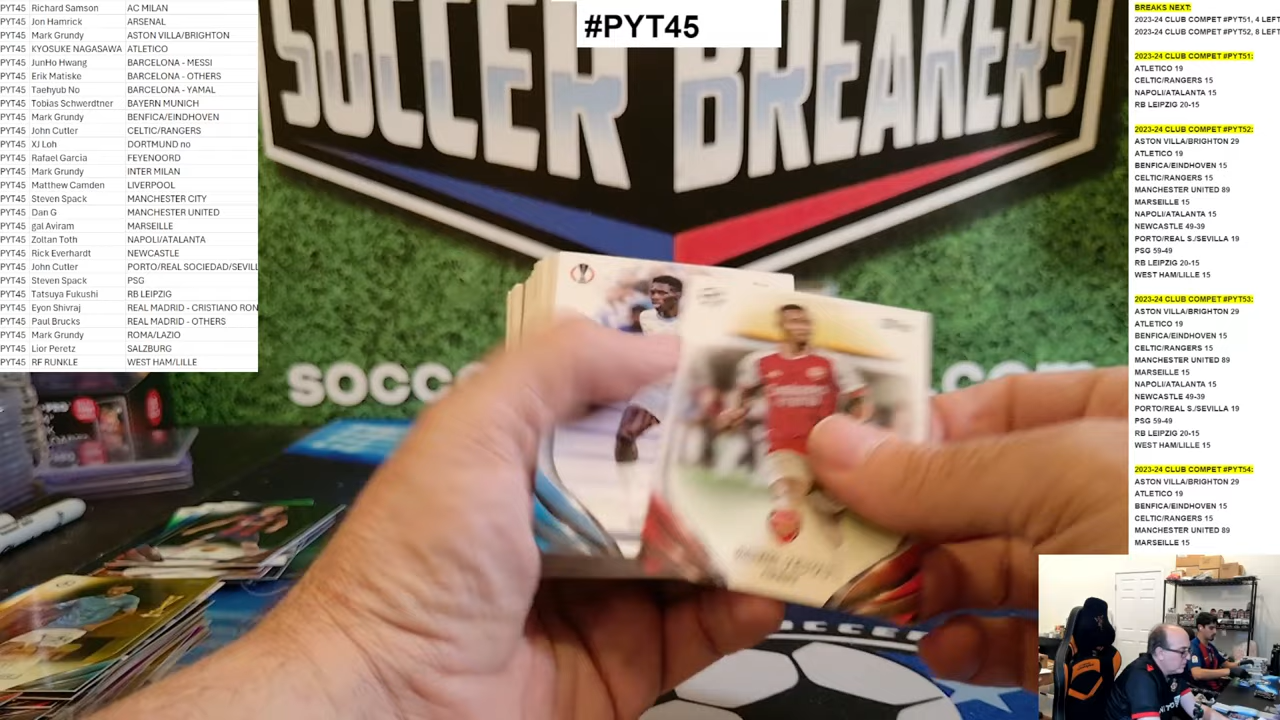 PYT45 Richard Samson AC MILAN
PYT45 Jon Hamrick ARSENAL
PYT45 Mark Grundy ASTON VILLA/BRIGHTON
PYT45 KYOSUKE NAGASAWA ATLETICO
PYT45 JunHo Hwang BARCELONA - MESSI
PYT45 Erik Matiske BARCELONA - OTHERS
PYT45 Taehyub No BARCELONA - YAMAL
PYT45 Tobias Schwerdtner BAYERN MUNICH
PYT45 Mark Grundy BENFICA/EINDHOVEN
PYT45 John Cutler CELTIC/RANGERS
PYT45 XJ Loh DORTMUND no
PYT45 Rafael Garcia FEYENOORD
PYT45 Mark Grundy INTER MILAN
PYT45 Matthew Camden LIVERPOOL
PYT45 Steven Spack MANCHESTER CITY
PYT45 Dan G MANCHESTER UNITED
PYT45 gal Aviram MARSEILLE
PYT45 Zoltan Toth NAPOLI/ATALANTA
PYT45 Rick Everhardt NEWCASTLE
PYT45 John Cutler PORTO/REAL SOCIEDAD/SEVILL
PYT45 Steven Spack PSG
PYT45 Tatsuya Fukushi RB LEIPZIG
PYT45 Eyon Shivraj REAL MADRID - CRISTIANO RON
PYT45 Paul Brucks REAL MADRID - OTHERS
PYT45 Mark Grundy ROMA/LAZIO
PYT45 Lior Peretz SALZBURG
PYT45 RF RUNKLE WEST HAM/LILLE
#PYT45
SOCCER BREAKERS
SOCC
.COM
SOCCER
BREAKS NEXT:
2023-24 CLUB COMPET #PYT51, 4 LEFT
2023-24 CLUB COMPET #PYT52, 8 LEFT
2023-24 CLUB COMPET #PYT51:
ATLETICO 19
CELTIC/RANGERS 15
NAPOLI/ATALANTA 15
RB LEIPZIG 20-15
2023-24 CLUB COMPET #PYT52:
ASTON VILLA/BRIGHTON 29
ATLETICO 19
BENFICA/EINDHOVEN 15
CELTIC/RANGERS 15
MANCHESTER UNITED 89
MARSEILLE 15
NAPOLI/ATALANTA 15
NEWCASTLE 49-39
PORTO/REAL S./SEVILLA 19
PSG 59-49
RB LEIPZIG 20-15
WEST HAM/LILLE 15
2023-24 CLUB COMPET #PYT53:
ASTON VILLA/BRIGHTON 29
ATLETICO 19
BENFICA/EINDHOVEN 15
CELTIC/RANGERS 15
MANCHESTER UNITED 89
MARSEILLE 15
NAPOLI/ATALANTA 15
NEWCASTLE 49-39
PORTO/REAL S./SEVILLA 19
PSG 59-49
RB LEIPZIG 20-15
WEST HAM/LILLE 15
2023-24 CLUB COMPET #PYT54:
ASTON VILLA/BRIGHTON 29
ATLETICO 19
BENFICA/EINDHOVEN 15
CELTIC/RANGERS 15
MANCHESTER UNITED 89
MARSEILLE 15